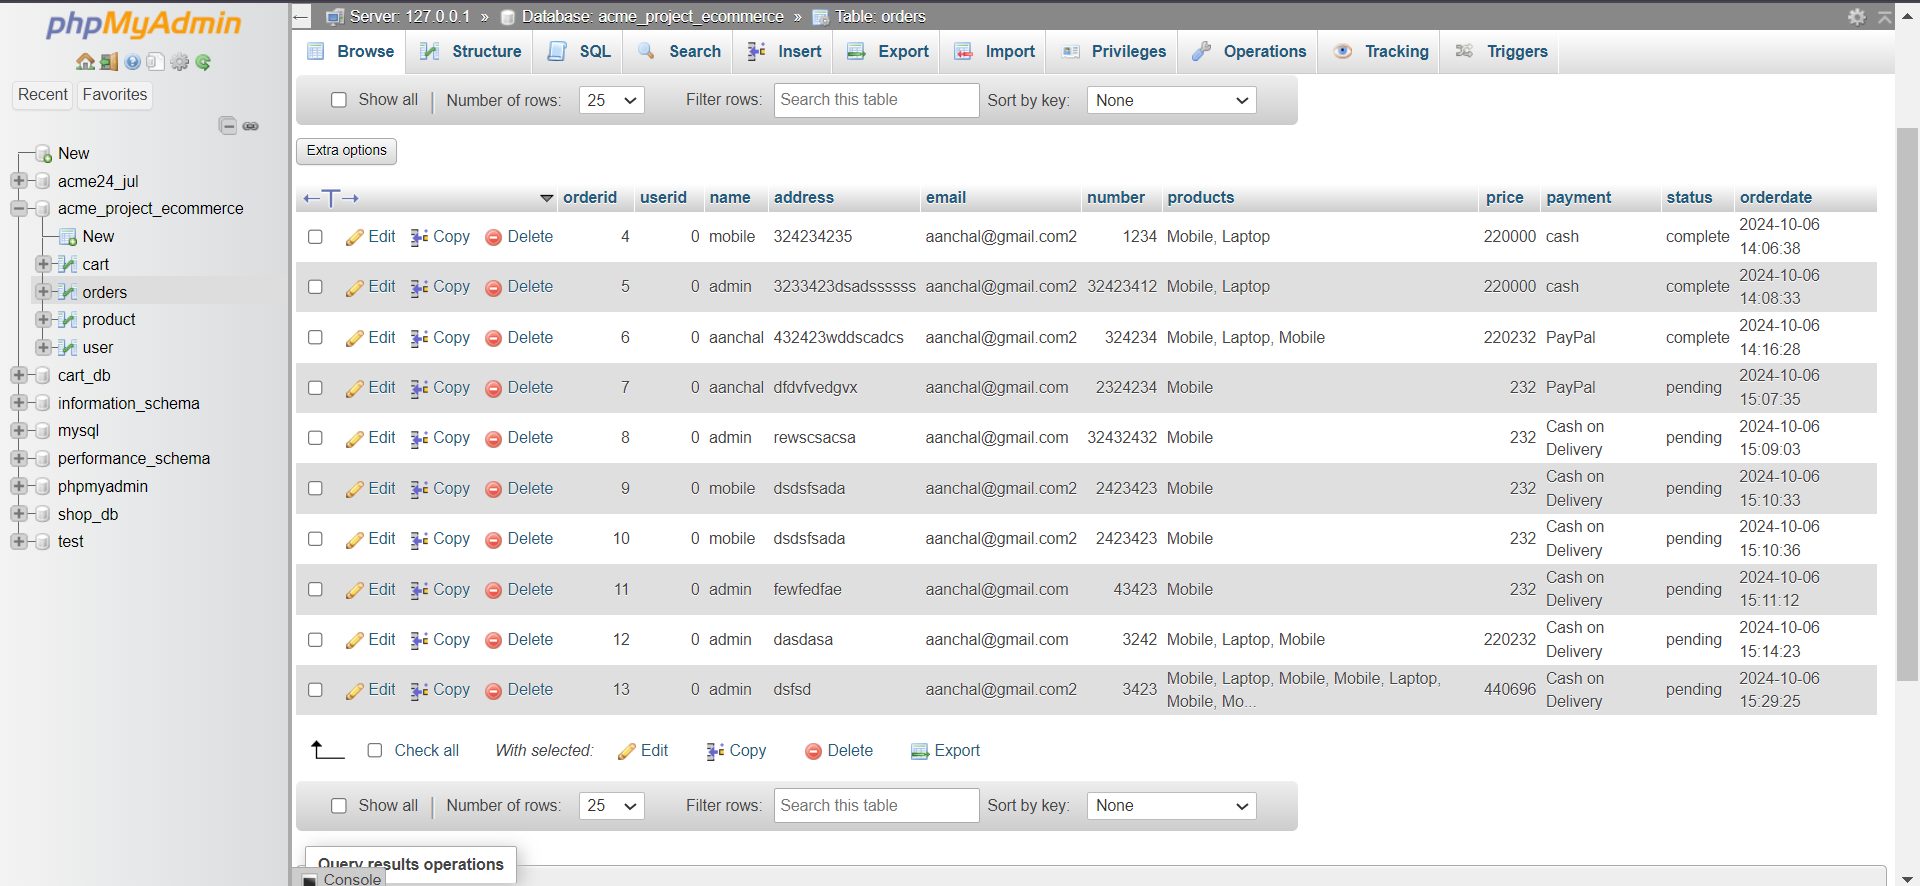 phpMyAdmin
Recent Favorites
New
acme24_jul
acme_project_ecommerce
New
cart
orders
product
user
cart_db
information_schema
mysql
performance_schema
phpmyadmin
shop_db
test
← Server: 127.0.0.1 » Database: acme_project_ecommerce » Table: orders
Browse Structure SQL Search Insert Export Import Privileges Operations Tracking Triggers
Show all Number of rows: 25 Filter rows: Search this table Sort by key: None
Extra options
←T→ orderid userid name address email number products price payment status orderdate
Edit Copy Delete 4 0 mobile 324234235 aanchal@gmail.com2 1234 Mobile, Laptop 220000 cash complete 2024-10-06
14:06:38
Edit Copy Delete 5 0 admin 3233423dsadssssss aanchal@gmail.com2 32423412 Mobile, Laptop 220000 cash complete 2024-10-06
14:08:33
Edit Copy Delete 6 0 aanchal 432423wddscadcs aanchal@gmail.com2 324234 Mobile, Laptop, Mobile 220232 PayPal complete 2024-10-06
14:16:28
Edit Copy Delete 7 0 aanchal dfdvfvedgvx aanchal@gmail.com 2324234 Mobile 232 PayPal pending 2024-10-06
15:07:35
Edit Copy Delete 8 0 admin rewscsacsa aanchal@gmail.com 32432432 Mobile 232 Cash on pending 2024-10-06
Delivery 15:09:03
Edit Copy Delete 9 0 mobile dsdsfsada aanchal@gmail.com2 2423423 Mobile 232 Cash on pending 2024-10-06
Delivery 15:10:33
Edit Copy Delete 10 0 mobile dsdsfsada aanchal@gmail.com2 2423423 Mobile 232 Cash on pending 2024-10-06
Delivery 15:10:36
Edit Copy Delete 11 0 admin fewfedfae aanchal@gmail.com2 43423 Mobile 232 Cash on pending 2024-10-06
Delivery 15:11:12
Edit Copy Delete 12 0 admin dasdasa aanchal@gmail.com 3242 Mobile, Laptop, Mobile 220232 Cash on pending 2024-10-06
Delivery 15:14:23
Edit Copy Delete 13 0 admin dsfsd aanchal@gmail.com2 3423 Mobile, Laptop, Mobile, Mobile, Laptop, 440696 Cash on pending 2024-10-06
Mobile, Mo... Delivery 15:29:25
Check all With selected: Edit Copy Delete Export
Show all Number of rows: 25 Filter rows: Search this table Sort by key: None
Query results operations
Console